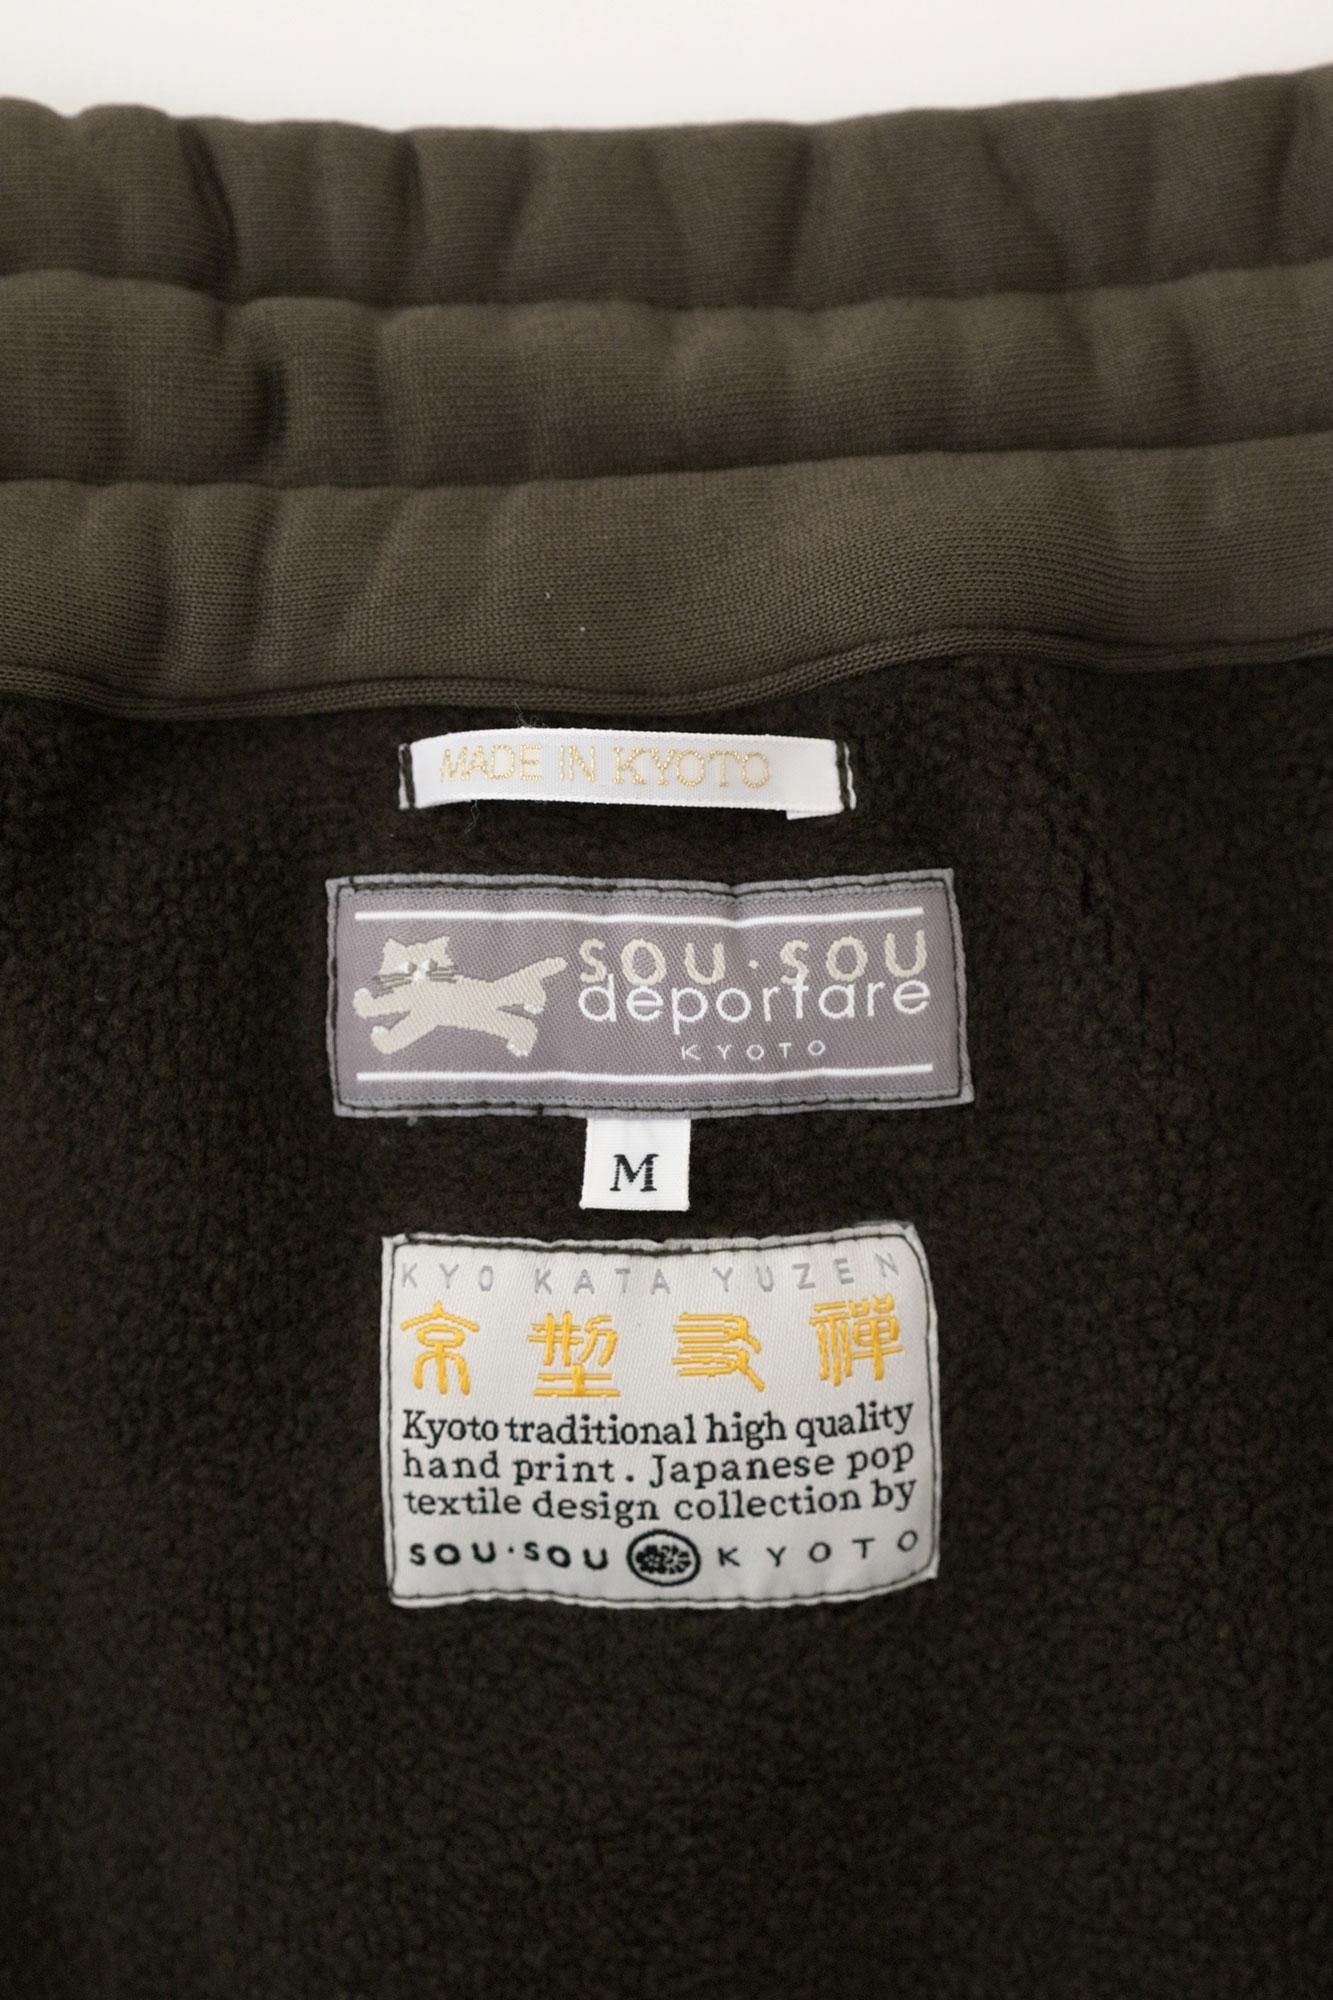 MADE IN KYOTO
SOU・SOU
deportare
KYOTO
M
KYO KATA YUZEN
京型友禅
Kyoto traditional high quality
hand print. Japanese pop
textile design collection by
SOU・SOU KYOTO